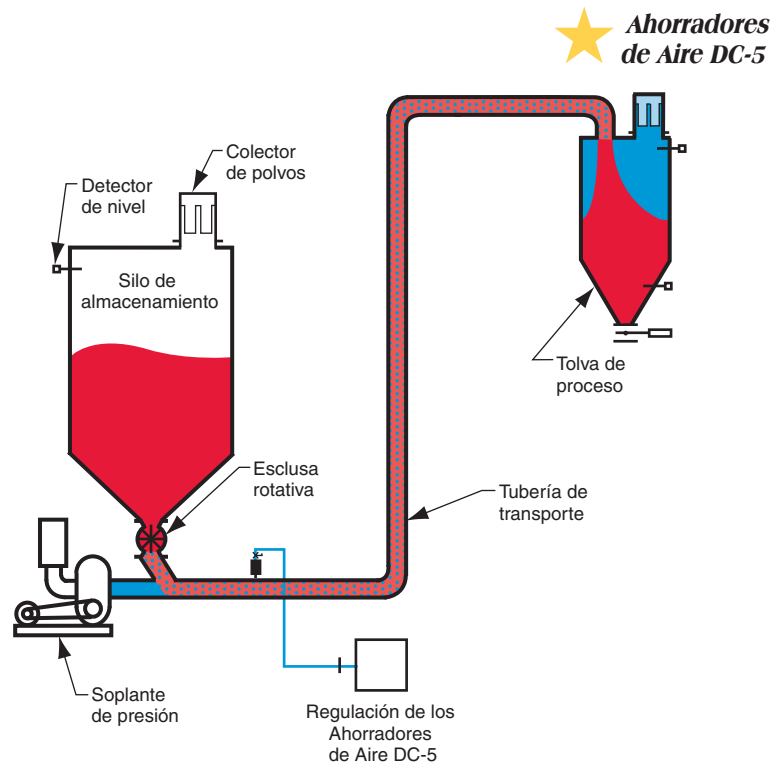 Ahorradores
de Aire DC-5
Colector
de polvos
Detector
de nivel
Silo de
almacenamiento
Tolva de
proceso
Esclusa
rotativa
Tubería de
transporte
Soplante
de presión
Regulación de los
Ahorradores
de Aire DC-5